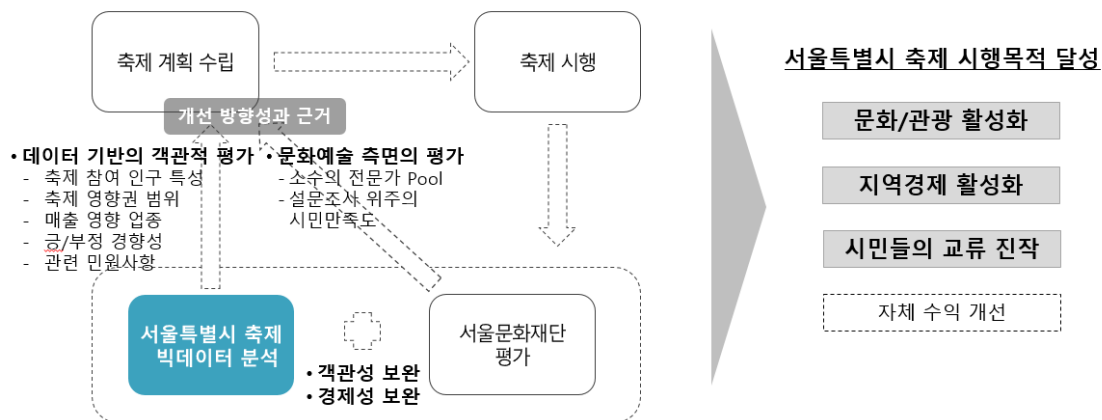 축제 계획 수립
축제 시행
개선 방향성과 근거
• 데이터 기반의 객관적 평가
- 축제 참여 인구 특성
- 축제 영향권 범위
- 매출 영향 업종
- 긍/부정 경향성
- 관련 민원사항
• 문화예술 측면의 평가
- 소수의 전문가 Pool
- 설문조사 위주의
시민만족도
서울특별시 축제
빅데이터 분석
서울문화재단
평가
• 객관성 보완
• 경제성 보완
서울특별시 축제 시행목적 달성
문화/관광 활성화
지역경제 활성화
시민들의 교류 진작
자체 수익 개선